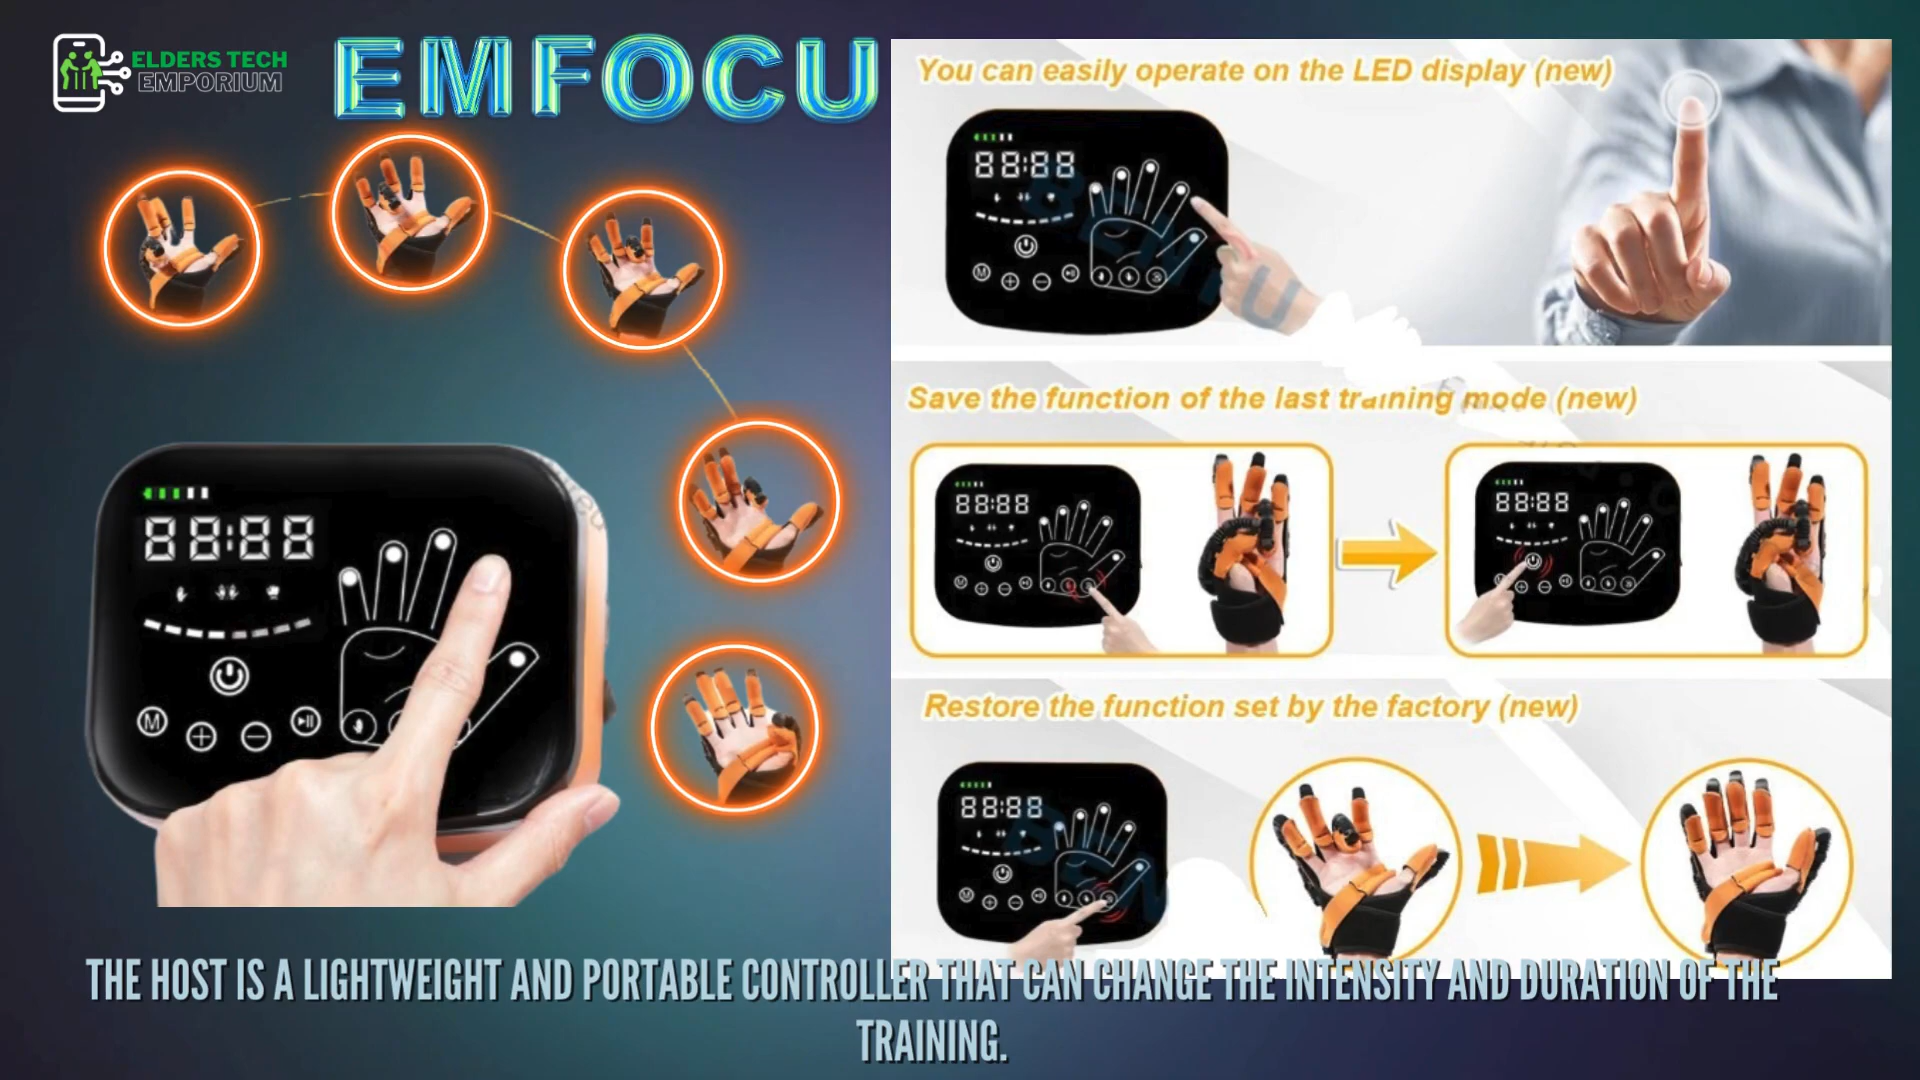 ELDERS TECH
EMPORIUM
EMFOCU
You can easily operate on the LED display (new)
88:88
88:88
M
M
Save the function of the last training mode (new)
88:88
88:88
M
M
Restore the function set by the factory (new)
88:88
M
THE HOST IS A LIGHTWEIGHT AND PORTABLE CONTROLLER THAT CAN CHANGE THE INTENSITY AND DURATION OF THE
TRAINING.